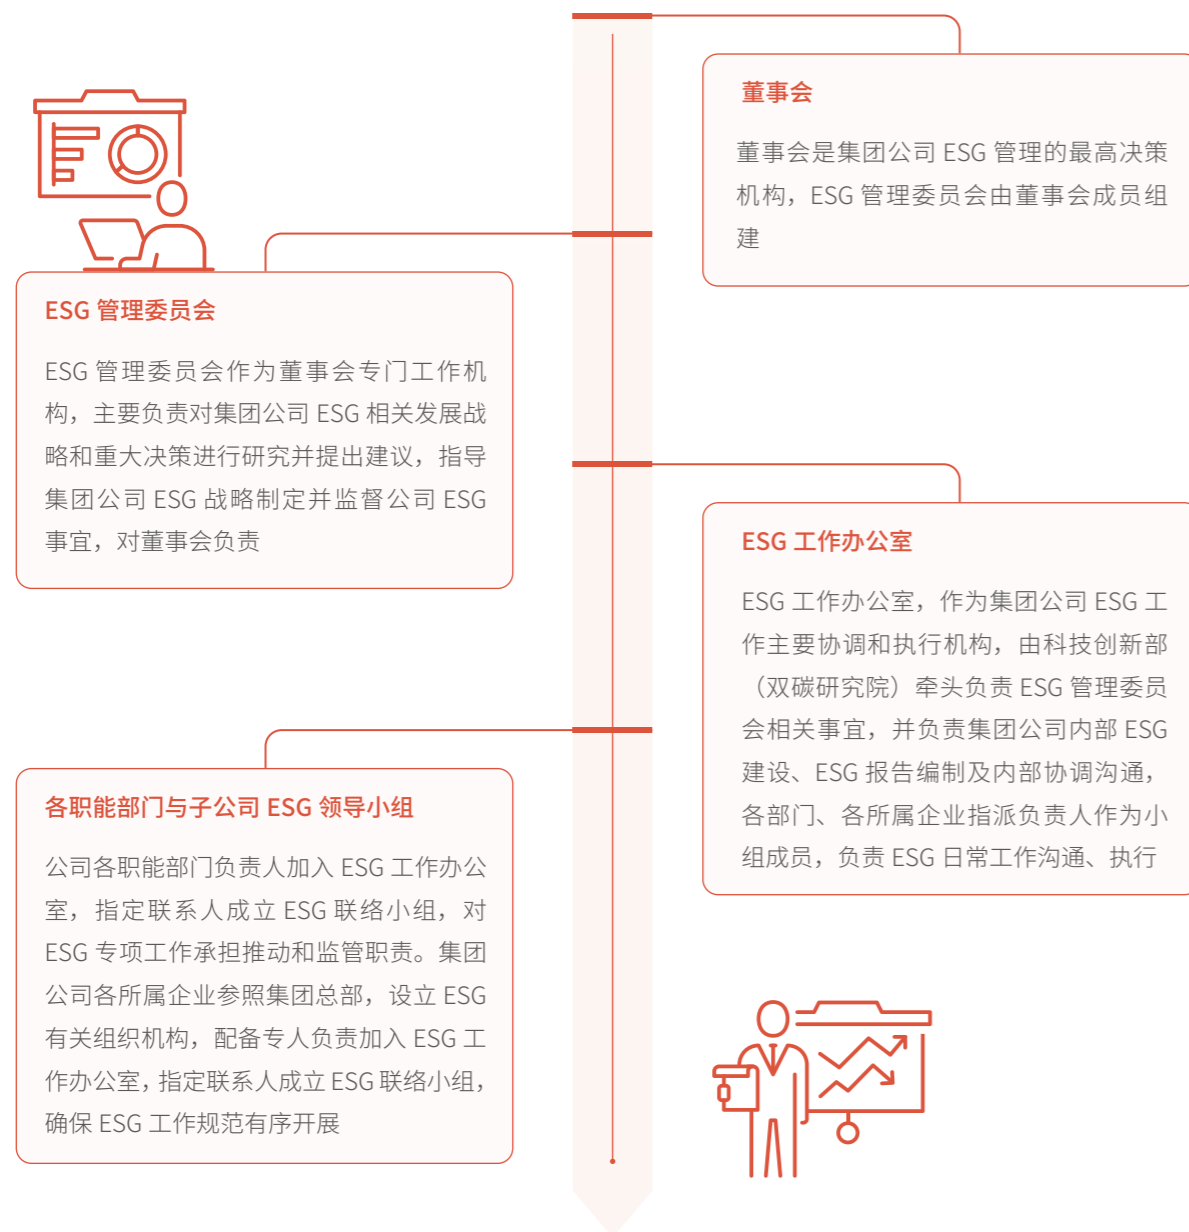 董事会
董事会是集团公司 ESG 管理的最高决策
机构，ESG 管理委员会由董事会成员组
建
ESG 管理委员会
ESG 管理委员会作为董事会专门工作机
构，主要负责对集团公司 ESG 相关发展战
略和重大决策进行研究并提出建议，指导
集团公司 ESG 战略制定并监督公司 ESG
事宜，对董事会负责
ESG 工作办公室
ESG 工作办公室，作为集团公司 ESG 工
作主要协调和执行机构，由科技创新部
（双碳研究院）牵头负责 ESG 管理委员
会相关事宜，并负责集团公司内部 ESG
建设、ESG 报告编制及内部协调沟通，
各部门、各所属企业指派负责人作为小
组成员，负责 ESG 日常工作沟通、执行
各职能部门与子公司 ESG 领导小组
公司各职能部门负责人加入 ESG 工作办公
室，指定联系人成立 ESG 联络小组，对
ESG 专项工作承担推动和监管职责。集团
公司各所属企业参照集团总部，设立 ESG
有关组织机构，配备专人负责加入 ESG 工
作办公室，指定联系人成立 ESG 联络小组，
确保 ESG 工作规范有序开展